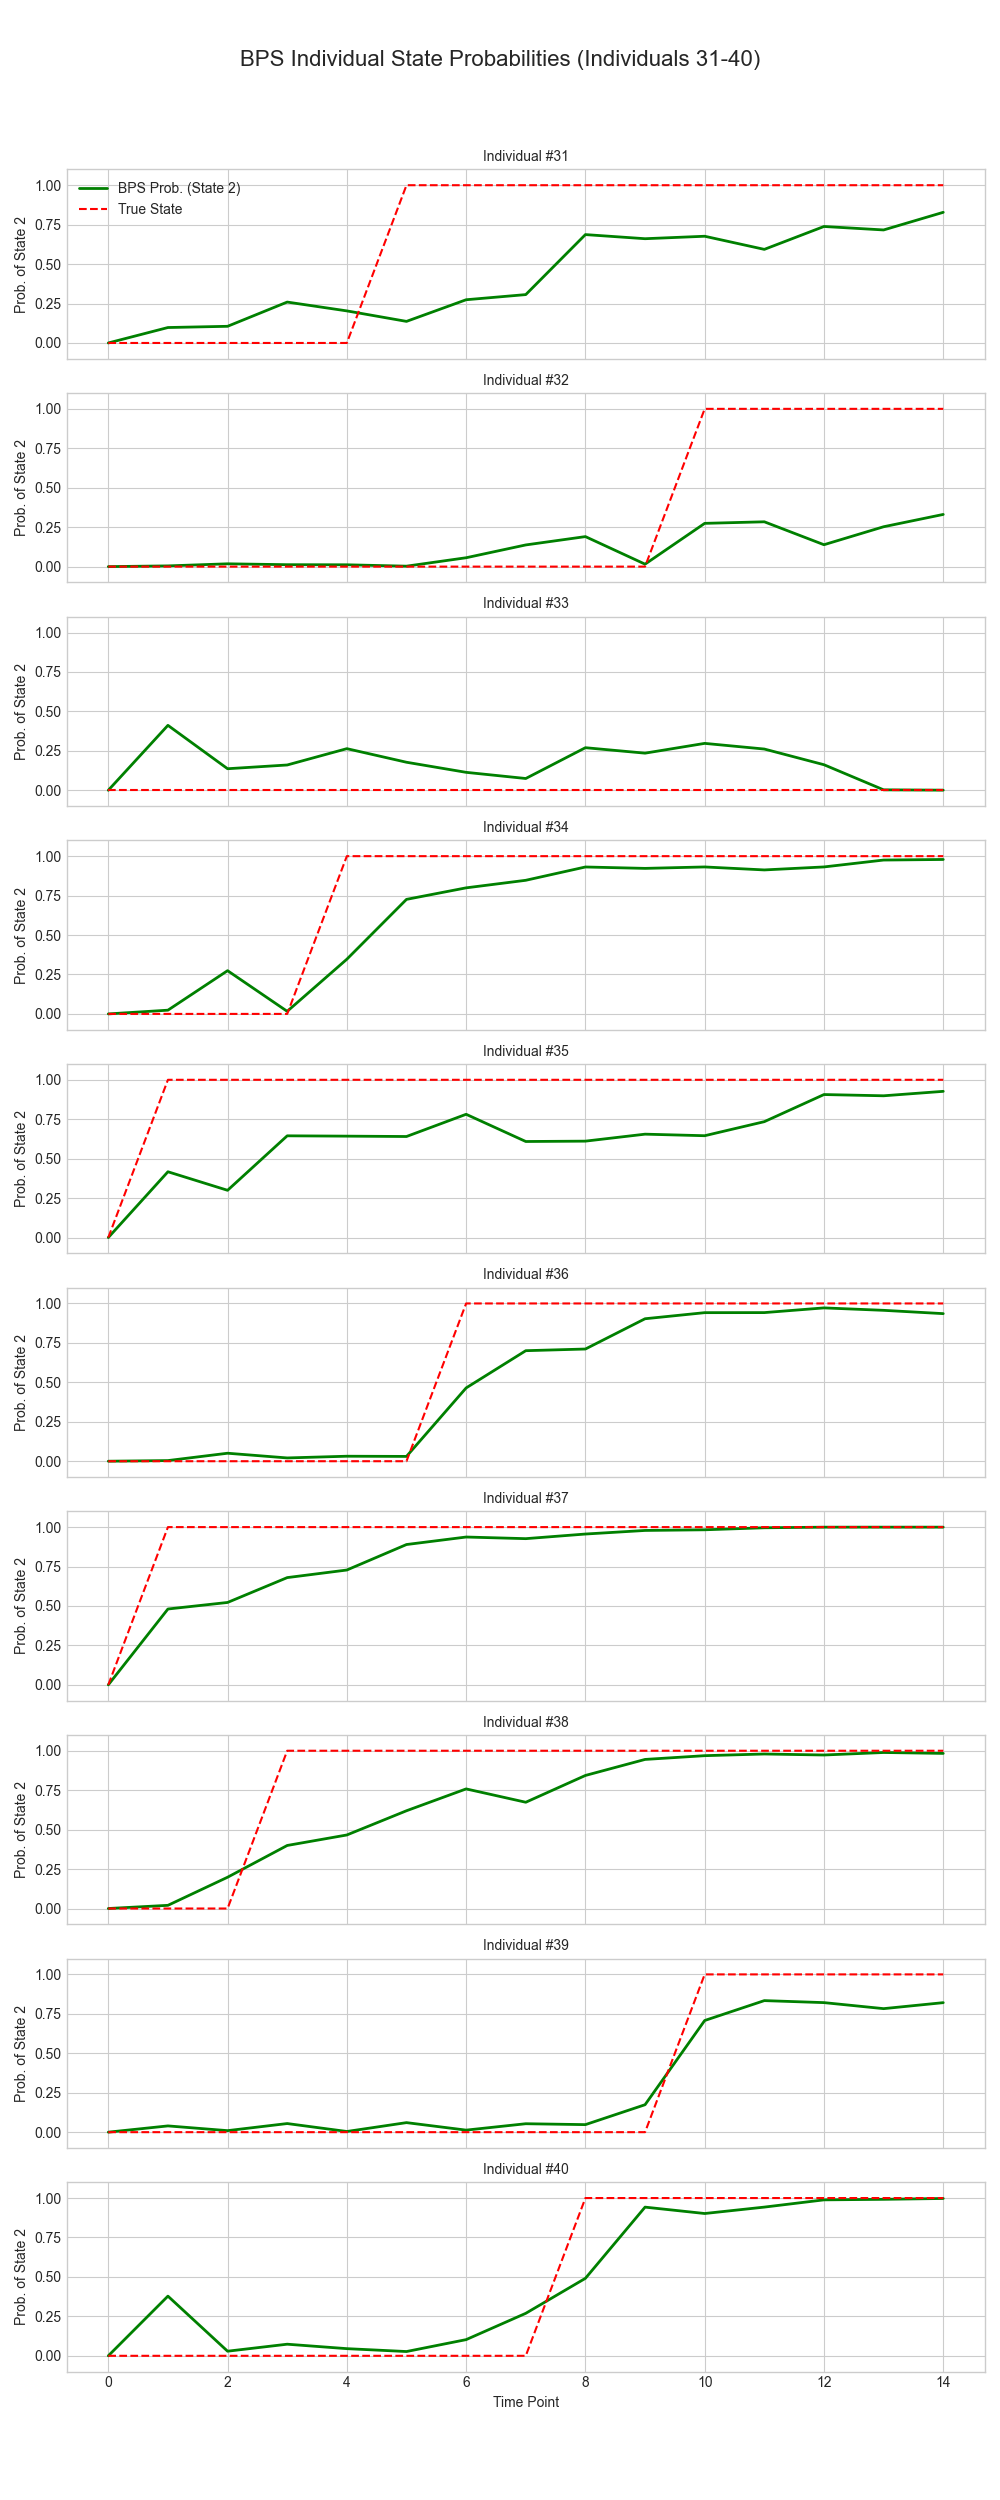 BPS Individual State Probabilities (Individuals 31-40)
Individual #31
Prob. of State 2
1.00
0.75
0.50
0.25
0.00
BPS Prob. (State 2)
True State
Individual #32
Prob. of State 2
1.00
0.75
0.50
0.25
0.00
Individual #33
Prob. of State 2
1.00
0.75
0.50
0.25
0.00
Individual #34
Prob. of State 2
1.00
0.75
0.50
0.25
0.00
Individual #35
Prob. of State 2
1.00
0.75
0.50
0.25
0.00
Individual #36
Prob. of State 2
1.00
0.75
0.50
0.25
0.00
Individual #37
Prob. of State 2
1.00
0.75
0.50
0.25
0.00
Individual #38
Prob. of State 2
1.00
0.75
0.50
0.25
0.00
Individual #39
Prob. of State 2
1.00
0.75
0.50
0.25
0.00
Individual #40
Prob. of State 2
1.00
0.75
0.50
0.25
0.00
0 2 4 6 8 10 12 14
Time Point